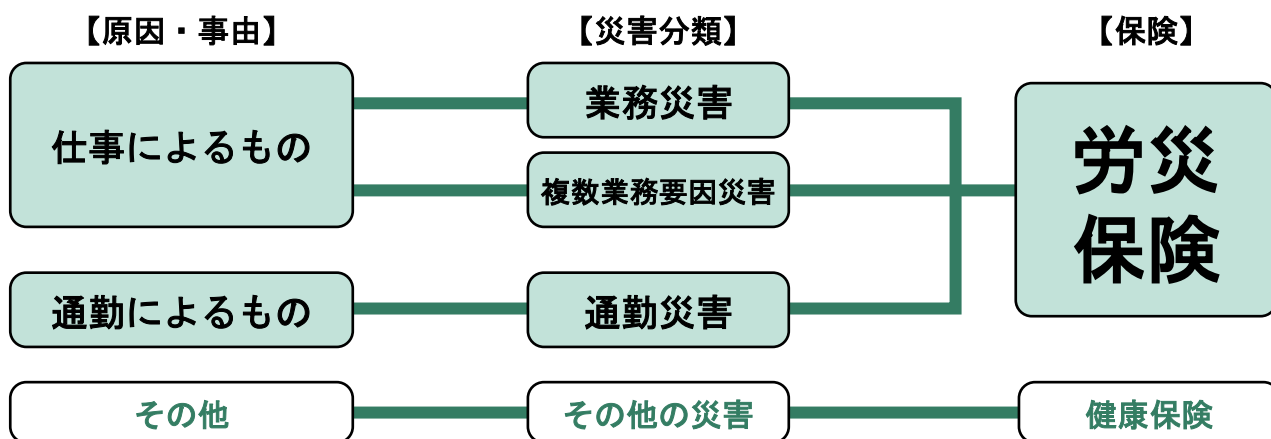 【原因・事由】
【災害分類】
【保険】
仕事によるもの
業務災害
複数業務要因災害
労災
保険
通勤によるもの
通勤災害
その他
その他の災害
健康保険